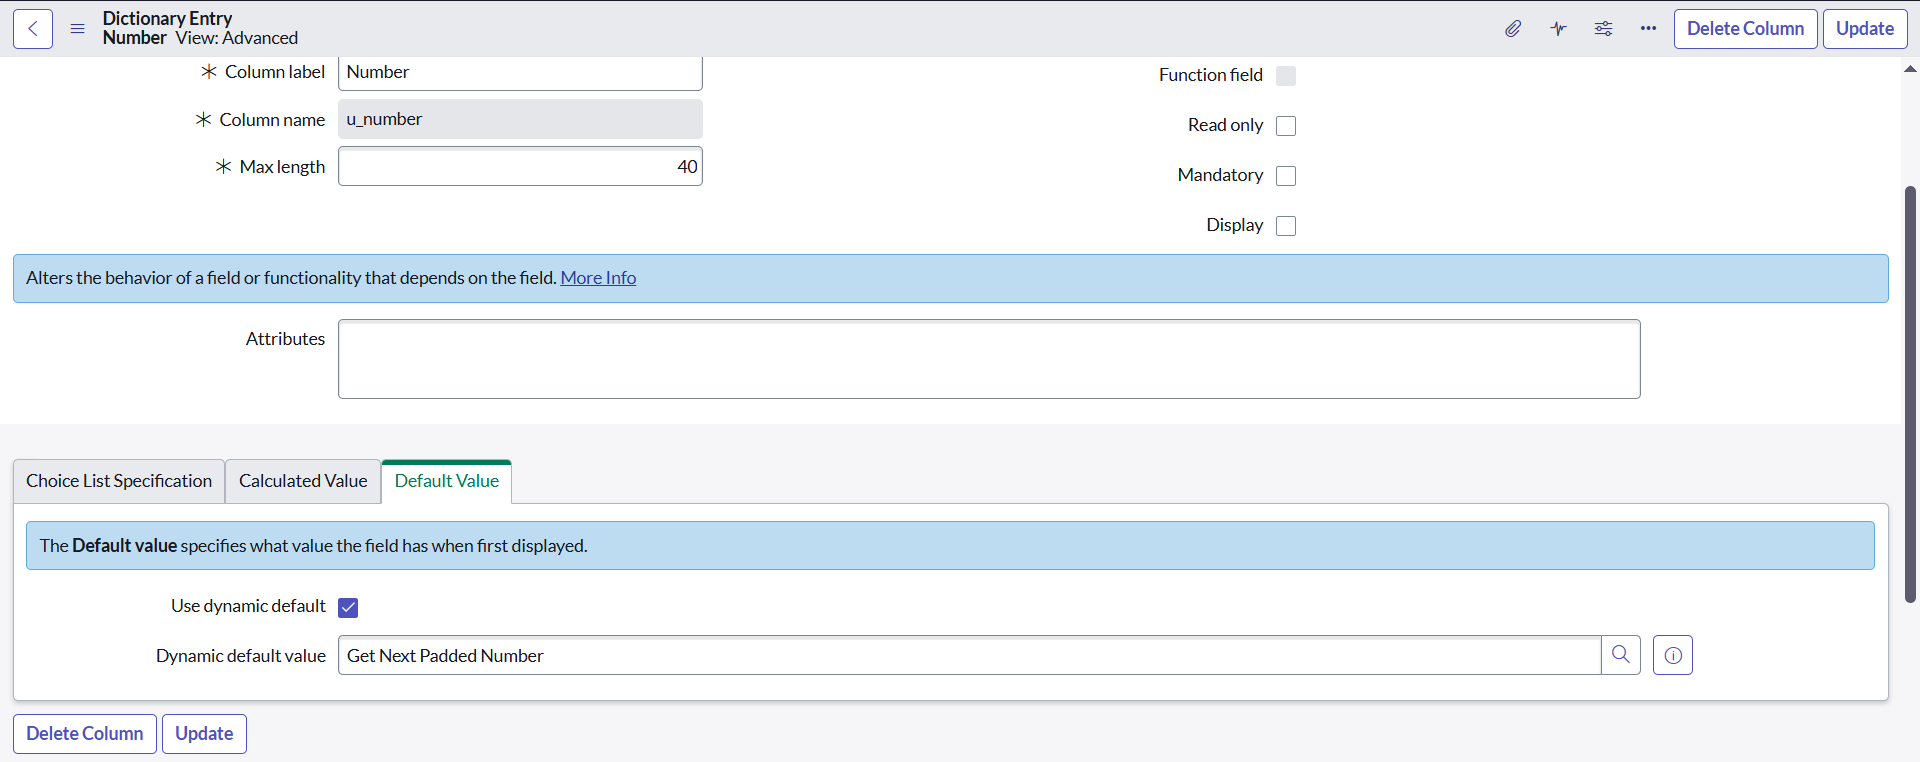 Dictionary Entry
Number View: Advanced
Delete Column
Update
Column label
Number
Column name
u_number
Max length
40
Function field
Read only
Mandatory
Display
Alters the behavior of a field or functionality that depends on the field. More Info
Attributes
Choice List Specification
Calculated Value
Default Value
The Default value specifies what value the field has when first displayed.
Use dynamic default
Dynamic default value
Get Next Padded Number
Delete Column
Update